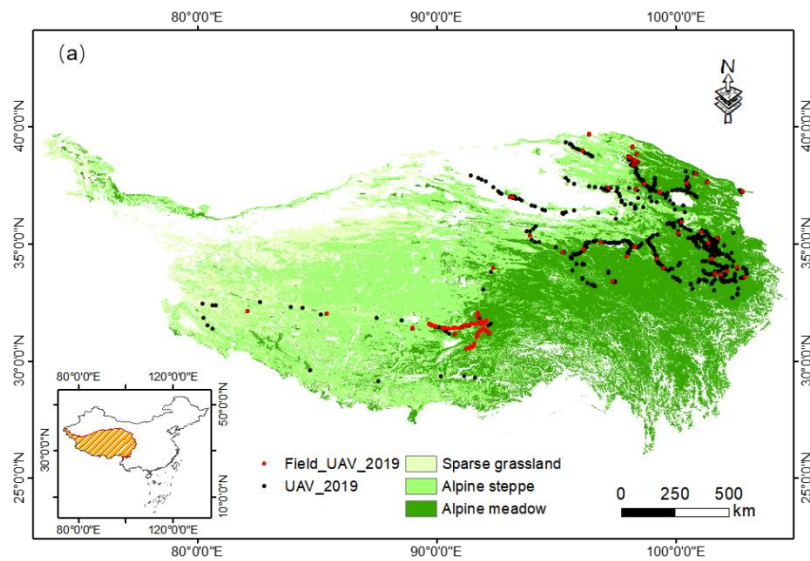 80°0'0"E 90°0'0"E 100°0'0"E
(a)
N
40°0'0"N 40°0'0"N
35°0'0"N 35°0'0"N
30°0'0"N 30°0'0"N
25°0'0"N 25°0'0"N
80°0'0"E 120°0'0"E
50°0'0"N
30°0'0"N
10°0'0"N
80°0'0"E 120°0'0"E
Field_UAV_2019
UAV_2019
Sparse grassland
Alpine steppe
Alpine meadow
0 250 500
km
80°0'0"E 90°0'0"E 100°0'0"E